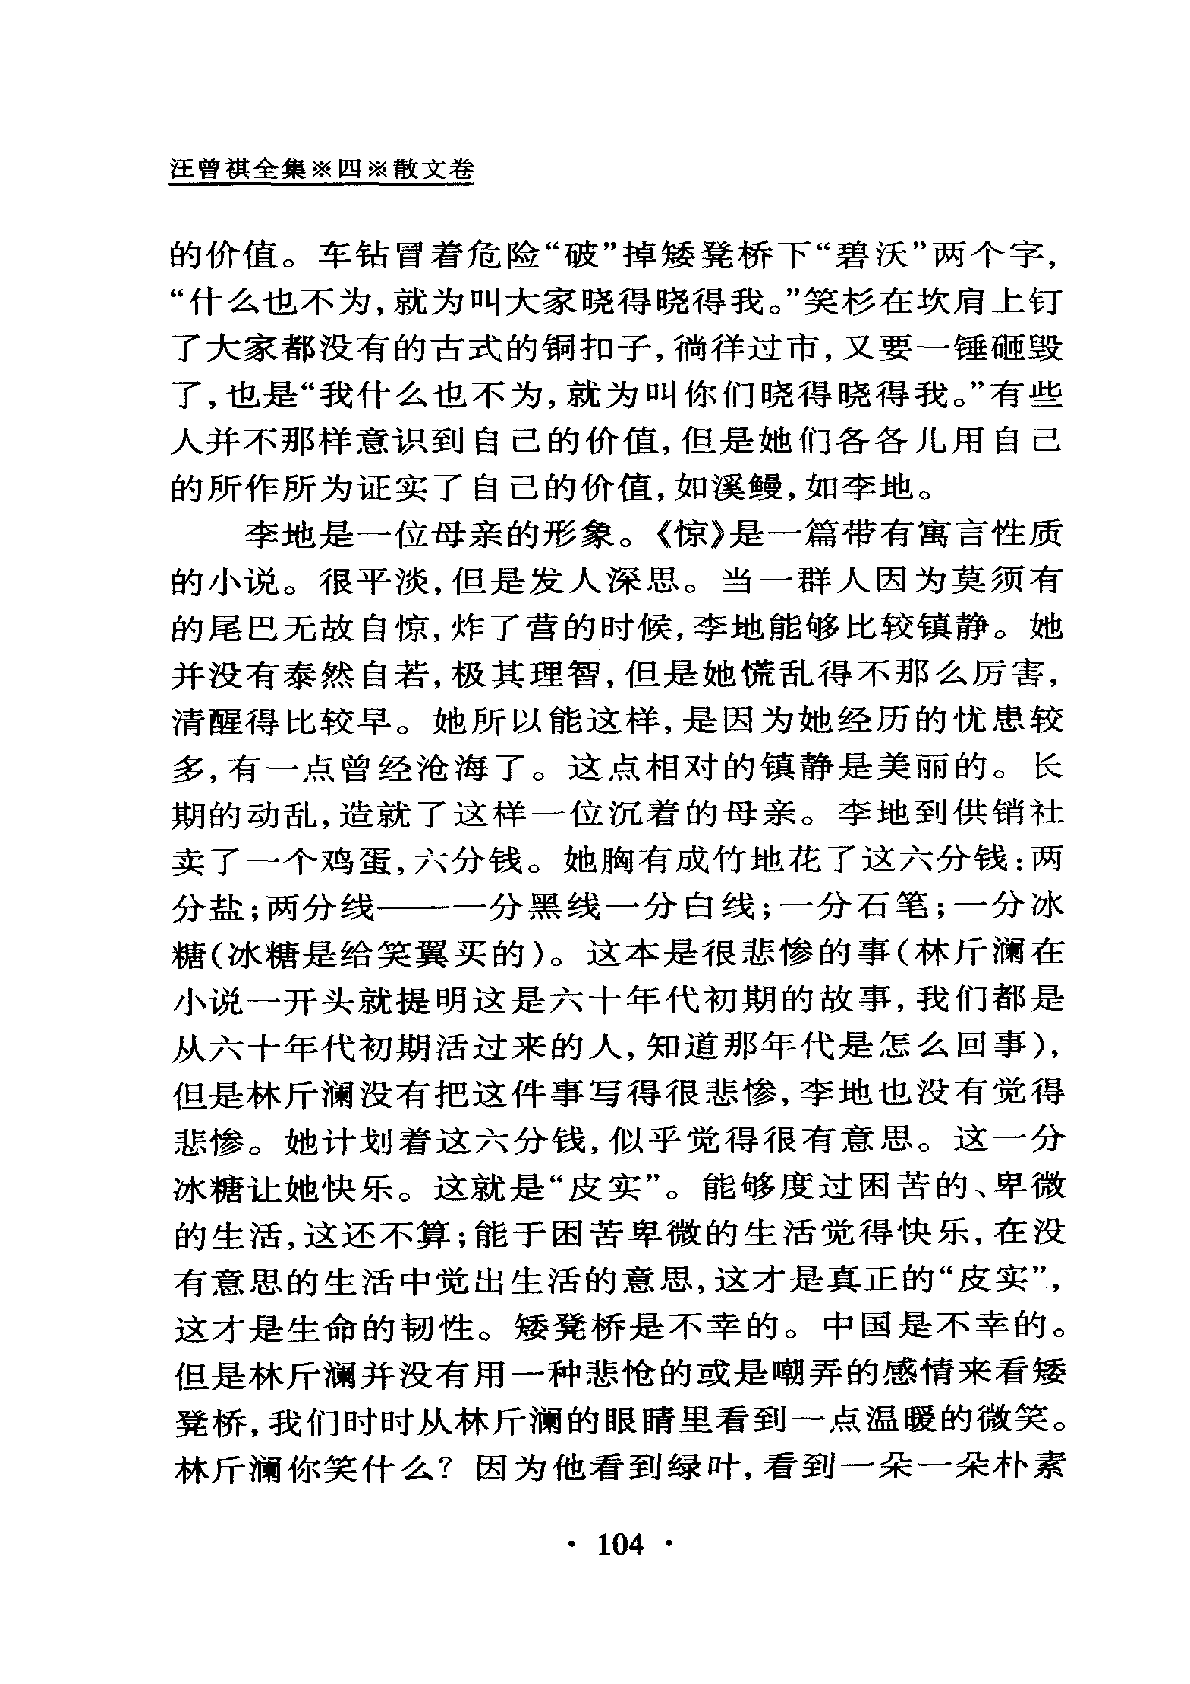 汪曾祺全集※四※散文卷
的价值。车钻冒着危险“破”掉矮凳桥下“碧沃”两个字，
“什么也不为，就为叫大家晓得晓得我。”笑杉在坎肩上钉
了大家都没有的古式的铜扣子，徜徉过市，又要一锤砸毁
了，也是“我什么也不为，就为叫你们晓得晓得我。”有些
人并不那样意识到自己的价值，但是她们各各儿用自己
的所作所为证实了自己的价值，如溪鳗，如李地。
李地是一位母亲的形象。《惊》是一篇带有寓言性质
的小说。很平淡，但是发人深思。当一群人因为莫须有
的尾巴无故自惊，炸了营的时候，李地能够比较镇静。她
并没有泰然自若，极其理智，但是她慌乱得不那么厉害，
清醒得比较早。她所以能这样，是因为她经历的忧患较
多，有一点曾经沧海了。这点相对的镇静是美丽的。长
期的动乱，造就了这样一位沉着的母亲。李地到供销社
卖了一个鸡蛋，六分钱。她胸有成竹地花了这六分钱：两
分盐；两分线——一分黑线一分白线；一分石笔；一分冰
糖（冰糖是给笑翼买的）。这本是很悲惨的事（林斤澜在
小说一开头就提明这是六十年代初期的故事，我们都是
从六十年代初期活过来的人，知道那年代是怎么回事），
但是林斤澜没有把这件事写得很悲惨，李地也没有觉得
悲惨。她计划着这六分钱，似乎觉得很有意思。这一分
冰糖让她快乐。这就是“皮实”。能够度过困苦的、卑微
的生活，这还不算；能于困苦卑微的生活觉得快乐，在没
有意思的生活中觉出生活的意思，这才是真正的“皮实”，
这才是生命的韧性。矮凳桥是不幸的。中国是不幸的。
但是林斤澜并没有用一种悲怆的或是嘲弄的感情来看矮
凳桥，我们时时从林斤澜的眼睛里看到一点温暖的微笑。
林斤澜你笑什么？因为他看到绿叶，看到一朵一朵朴素
· 104 ·